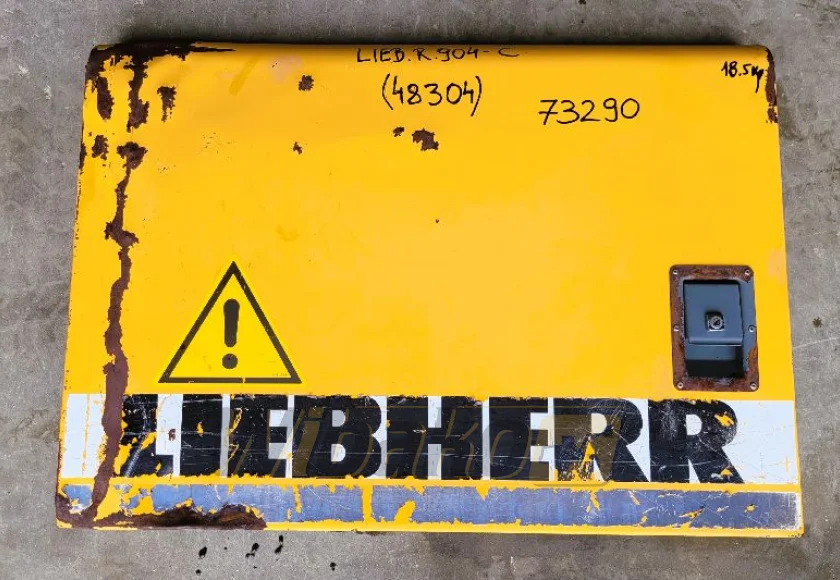 LIEB.R.904-C
18.5kg
(48304)
73290
LIEBHERR